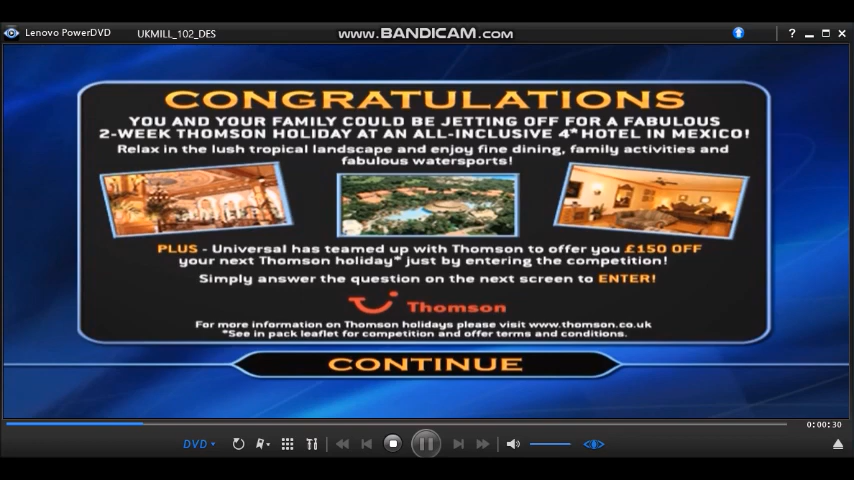 Lenovo PowerDVD UKMILL_102_DES www.BANDICAM.com ?
CONGRATULATIONS
YOU AND YOUR FAMILY COULD BE JETTING OFF FOR A FABULOUS
2-WEEK THOMSON HOLIDAY AT AN ALL-INCLUSIVE 4* HOTEL IN MEXICO!
Relax in the lush tropical landscape and enjoy fine dining, family activities and
fabulous watersports!
PLUS - Universal has teamed up with Thomson to offer you £150 OFF
your next Thomson holiday* just by entering the competition!
Simply answer the question on the next screen to ENTER!
Thomson
For more information on Thomson holidays please visit www.thomson.co.uk
*See in pack leaflet for competition and offer terms and conditions.
CONTINUE
0:00:30
DVD